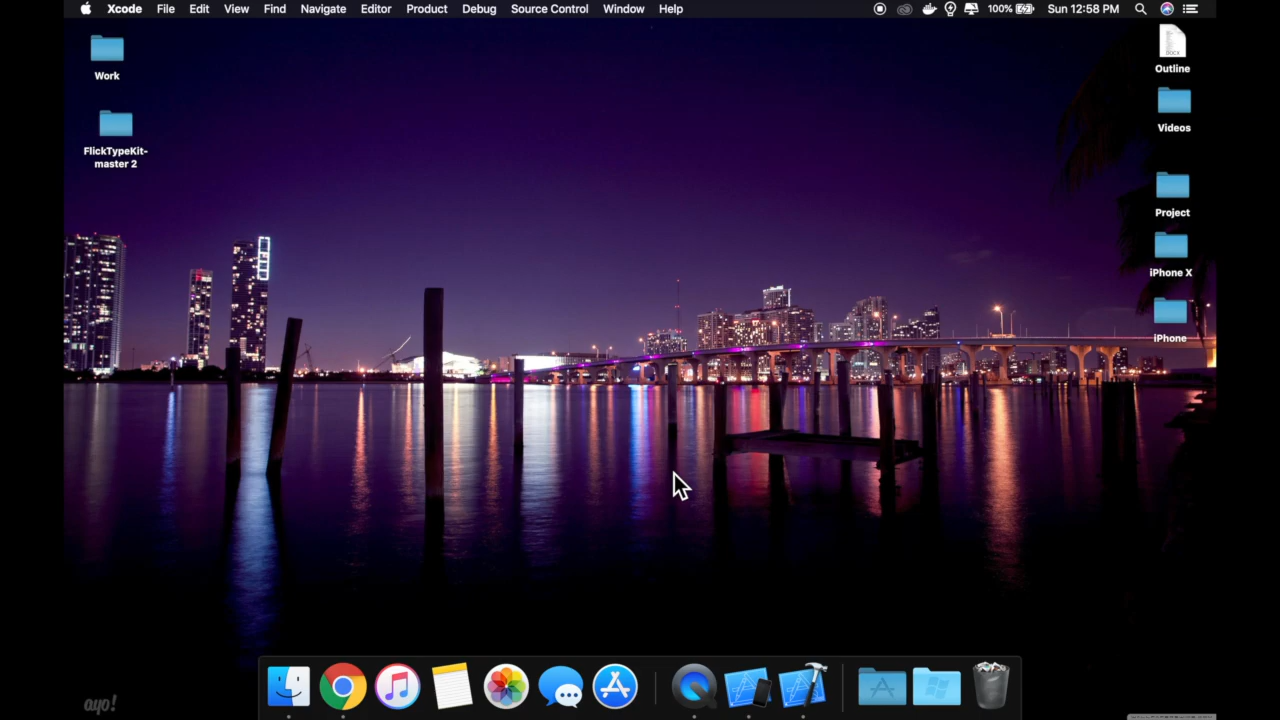 Xcode File Edit View Find Navigate Editor Product Debug Source Control Window Help 100% Sun 12:58 PM
Work
FlickTypeKit-
master 2
Outline
Videos
Project
iPhone X
iPhone
DOCX
ayo!